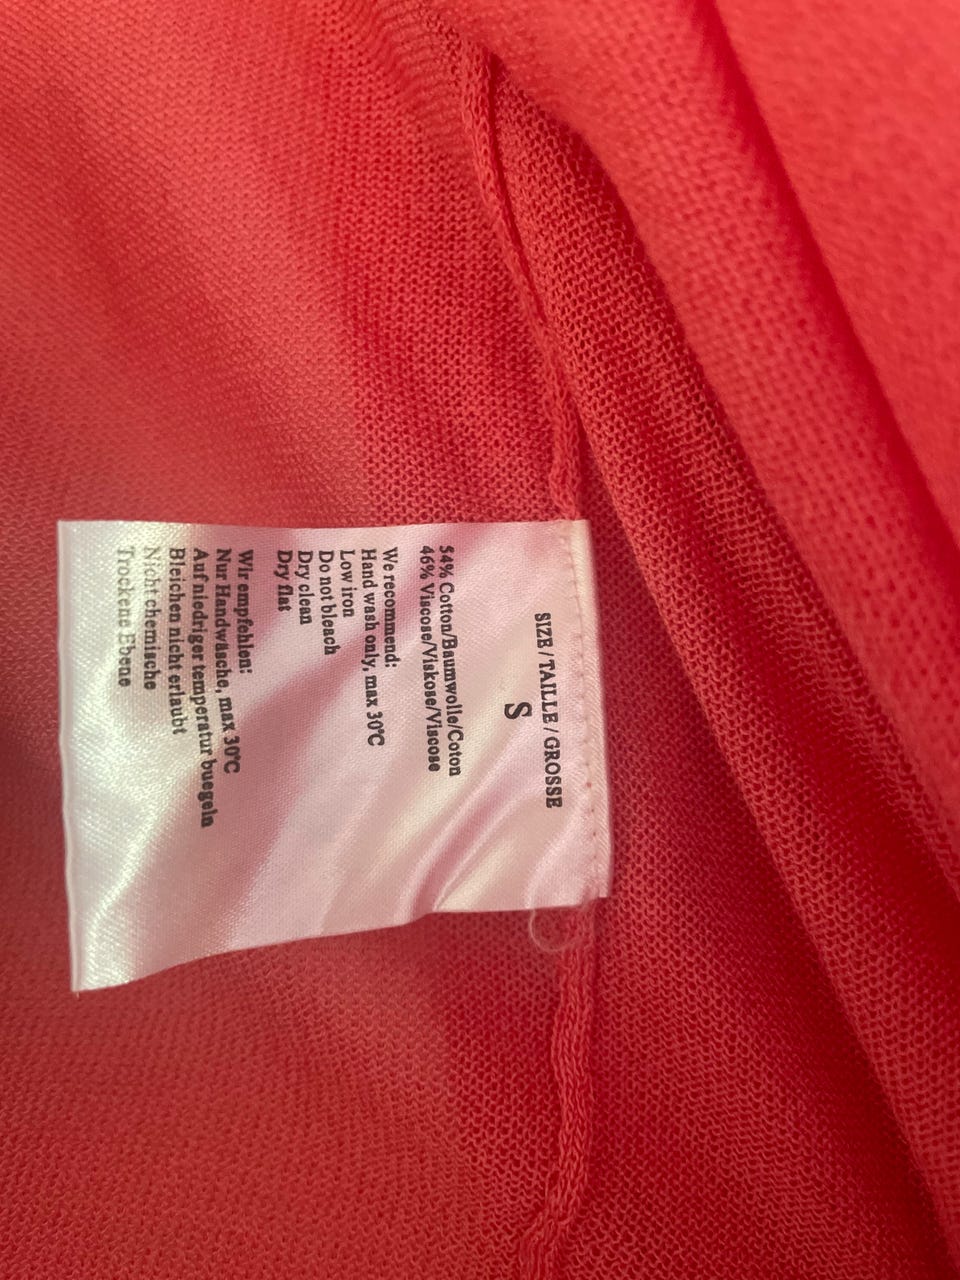 SIZE / TAILLE / GROSSE
S
54% Cotton/Baumwolle/Coton
46% Viscose/Viskose/Viscose
We recommend:
Hand wash only, max 30°C
Low iron
Do not bleach
Dry clean
Dry flat
Wir empfohlen:
Nur Handwäsche, max 30°C
Auf niedriger temperatur buegeln
Bleichen nicht erlaubt
Nicht chemische
Trockene Ebene